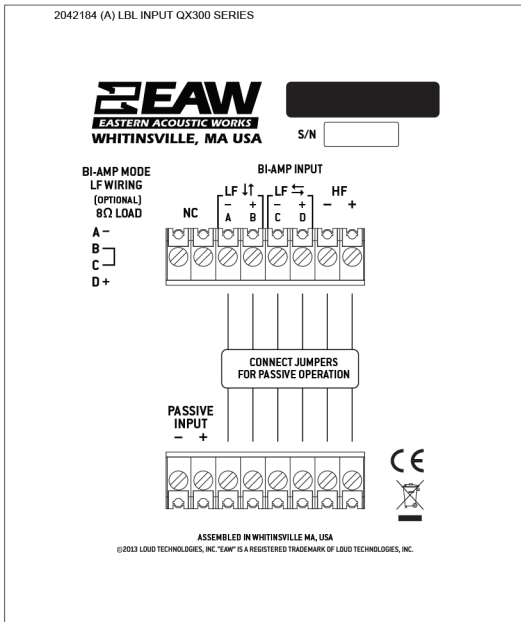 2042184 (A) LBL INPUT QX300 SERIES
EAW
EASTERN ACOUSTIC WORKS
WHITINSVILLE, MA USA
S/N
BI-AMP MODE
LF WIRING
(OPTIONAL)
8Ω LOAD
A –
B –
C –
D +
BI-AMP INPUT
LF ↓↑ LF ⇆ HF
– + – + – +
NC A B C D
CONNECT JUMPERS
FOR PASSIVE OPERATION
PASSIVE
INPUT
– +
CE
ASSEMBLED IN WHITINSVILLE MA, USA
©2013 LOUD TECHNOLOGIES, INC."EAW" IS A REGISTERED TRADEMARK OF LOUD TECHNOLOGIES, INC.